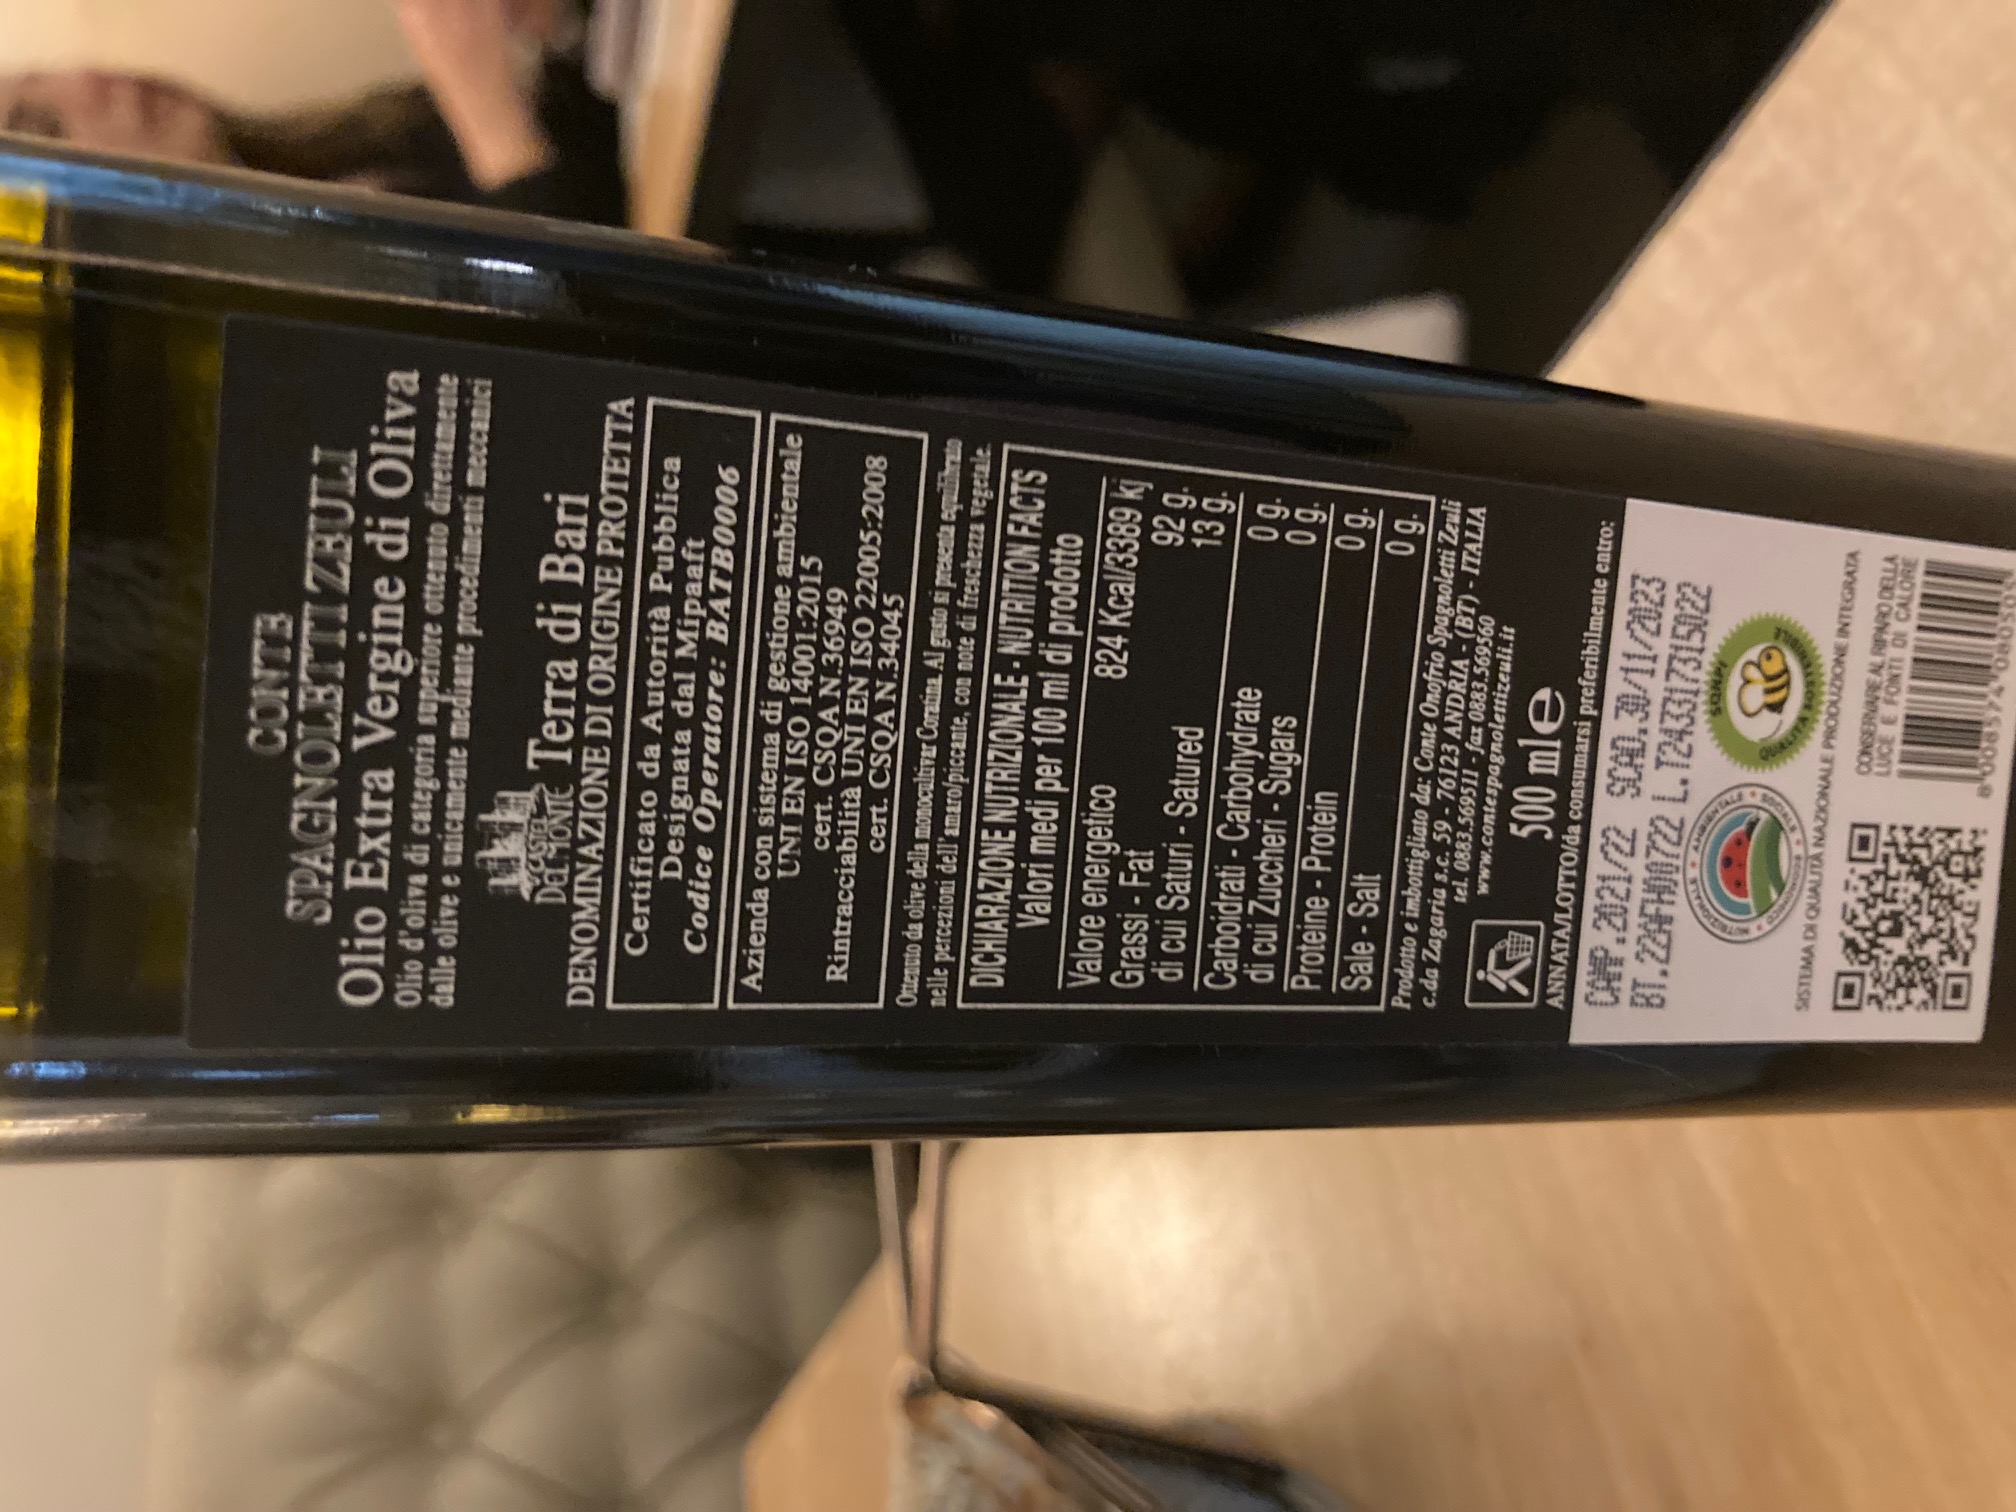 CONTE
SPAGNOLETTI ZEULI
Olio Extra Vergine di Oliva
Olio d'oliva di categoria superiore ottenuto direttamente
dalle olive e unicamente mediante procedimenti meccanici
CASTEL
DEL MONTE Terra di Bari
DENOMINAZIONE DI ORIGINE PROTETTA
Certificato da Autorità Pubblica
Designata dal Mipaaft
Codice Operatore: BATB0006
Azienda con sistema di gestione ambientale
UNI EN ISO 14001:2015
cert. CSQA N.36949
Rintracciabilità UNI EN ISO 22005:2008
cert. CSQA N.34045
Ottenuto da olive della monocultivar Coratina. Al gusto si presenta equilibrato
nelle percezioni dell'amaro/piccante, con note di freschezza vegetale.
DICHIARAZIONE NUTRIZIONALE - NUTRITION FACTS
Valori medi per 100 ml di prodotto
Valore energetico 824 Kcal/3389 kj
Grassi - Fat 92 g.
di cui Saturi - Satured 13 g.
Carboidrati - Carbohydrate 0 g.
di cui Zuccheri - Sugars 0 g.
Proteine - Protein 0 g.
Sale - Salt 0 g.
Prodotto e imbottigliato da: Conte Onofrio Spagnoletti Zeuli
c.da Zagaria s.c. 59 - 76123 ANDRIA - (BT) - ITALIA
tel. 0883.569511 - fax 0883.569560
www.contespagnolettizeuli.it
500 ml e
ANNATA/LOTTO/da consumarsi preferibilmente entro:
CAMP.2021/22 SCAD.30/11/2023
L.T24331731S022
AMBIENTALE • SOCIALE • ECONOMICO • NUTRIZIONALE
QUALITÀ SOSTENIBILE
SISTEMA DI QUALITÀ NAZIONALE PRODUZIONE INTEGRATA
CONSERVARE AL RIPARO DELLA
LUCE E FONTI DI CALORE